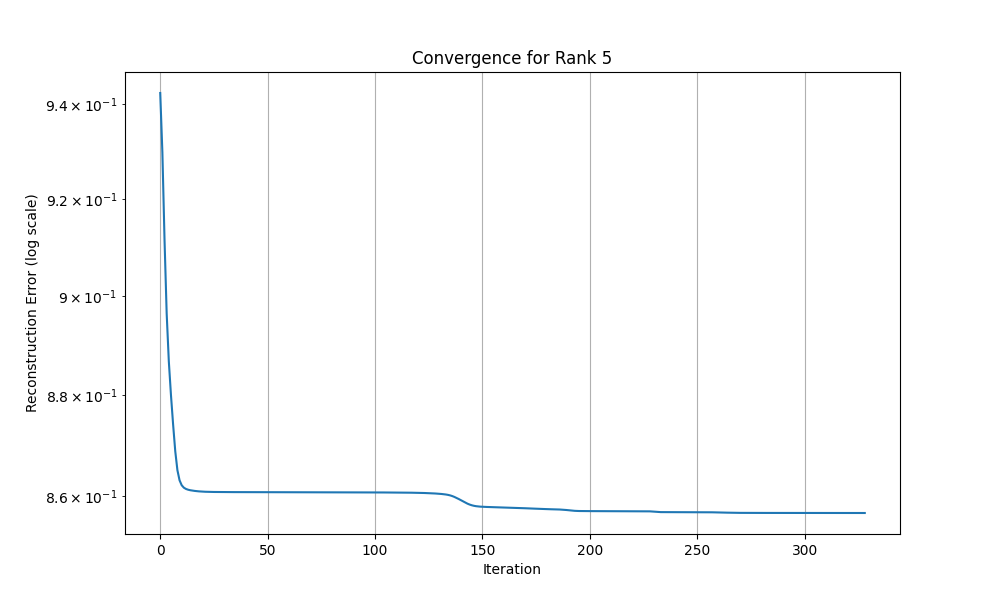 Convergence for Rank 5
Reconstruction Error (log scale)
9.4 × 10⁻¹
9.2 × 10⁻¹
9 × 10⁻¹
8.8 × 10⁻¹
8.6 × 10⁻¹
0 50 100 150 200 250 300
Iteration